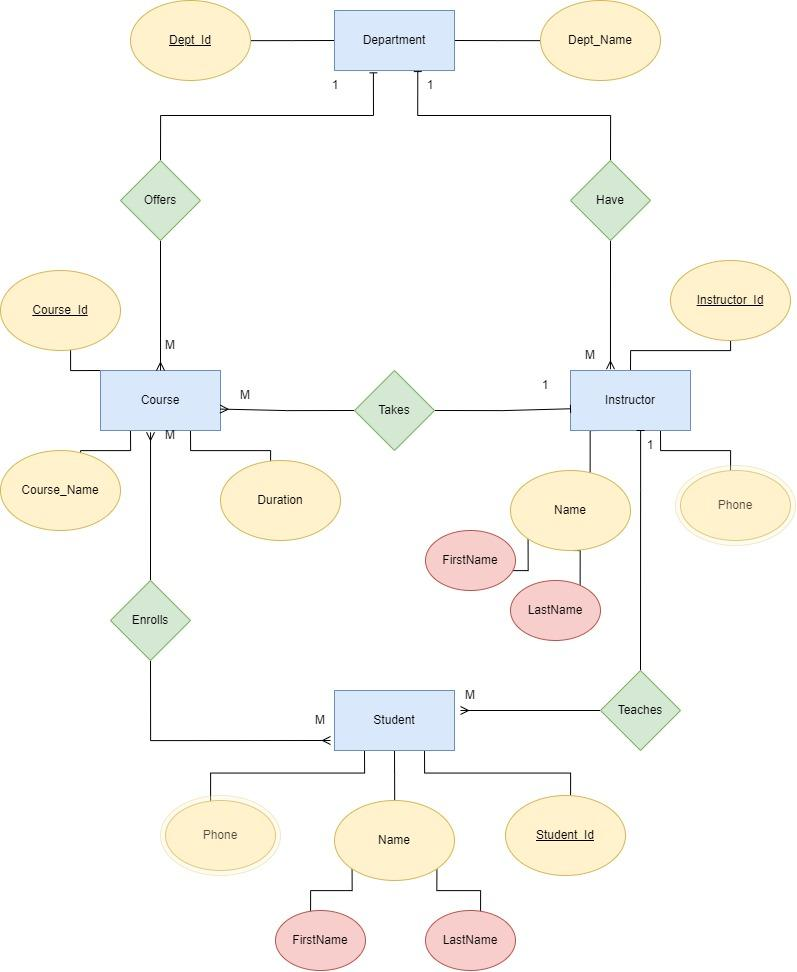 Dept_Id
Department
Dept_Name
1
1
Offers
Have
Course_Id
Instructor_Id
M
M
Course
M
Takes
1
Instructor
M
1
Course_Name
Duration
Name
Phone
FirstName
LastName
Enrolls
M
Student
M
Teaches
Phone
Name
Student_Id
FirstName
LastName